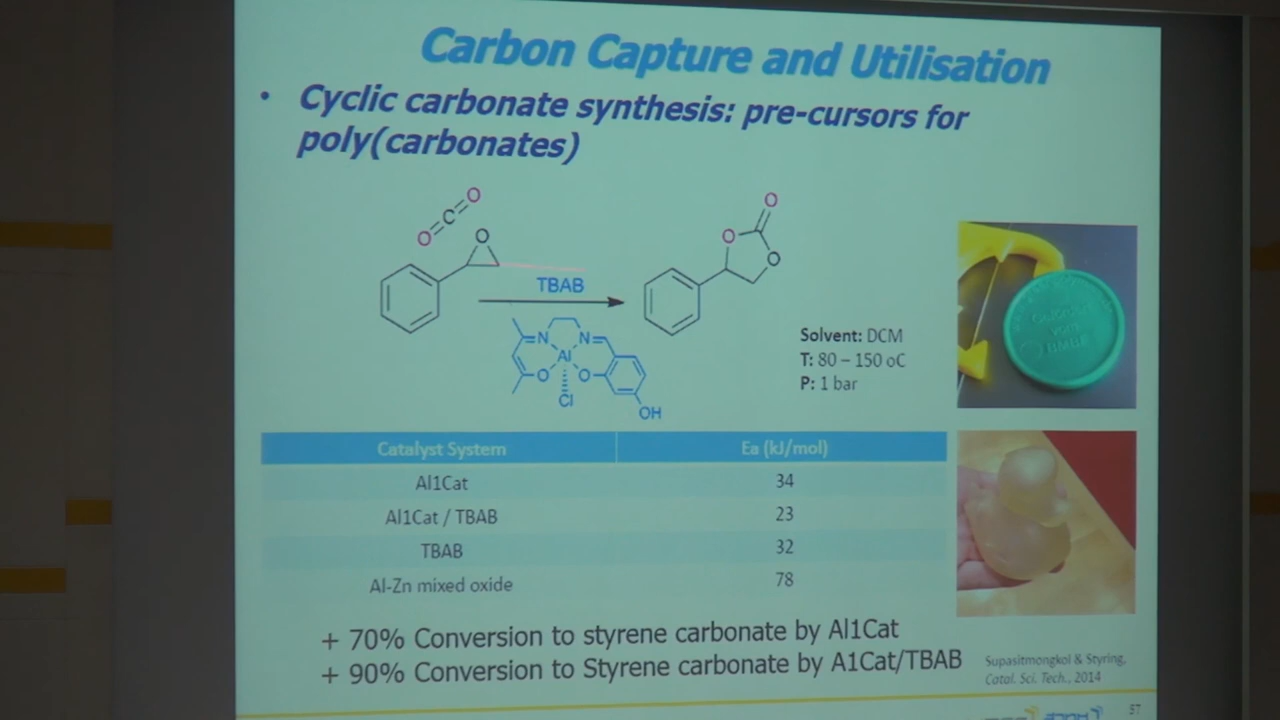 Carbon Capture and Utilisation
• Cyclic carbonate synthesis: pre-cursors for
poly(carbonates)
O
C
O
O
TBAB
O
O
O
N
N
Al
O
O
Cl
OH
Solvent: DCM
T: 80 – 150 oC
P: 1 bar
Catalyst System Ea (kJ/mol)
Al1Cat 34
Al1Cat / TBAB 23
TBAB 32
Al-Zn mixed oxide 78
+ 70% Conversion to styrene carbonate by Al1Cat
+ 90% Conversion to Styrene carbonate by A1Cat/TBAB
Supasitmongkol & Styring,
Catal. Sci. Tech., 2014
57